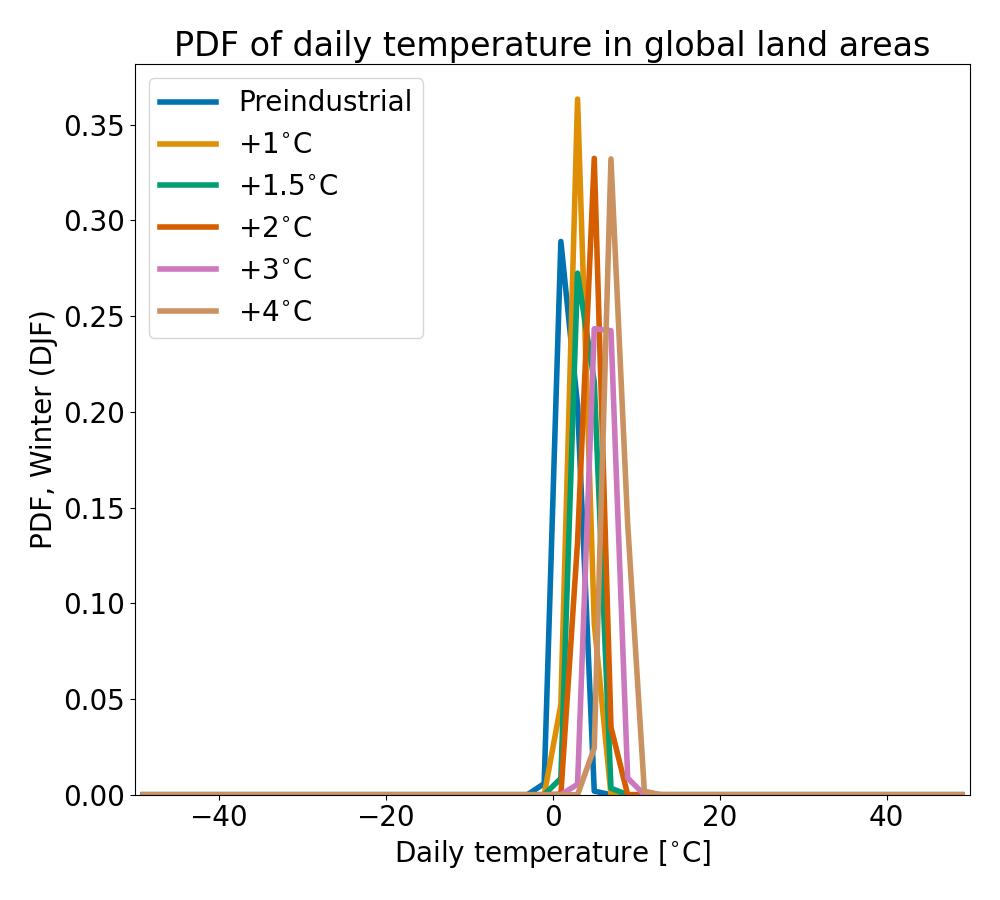 PDF of daily temperature in global land areas
Preindustrial
+1°C
+1.5°C
+2°C
+3°C
+4°C
PDF, Winter (DJF)
0.35
0.30
0.25
0.20
0.15
0.10
0.05
0.00
−40
−20
0
20
40
Daily temperature [°C]